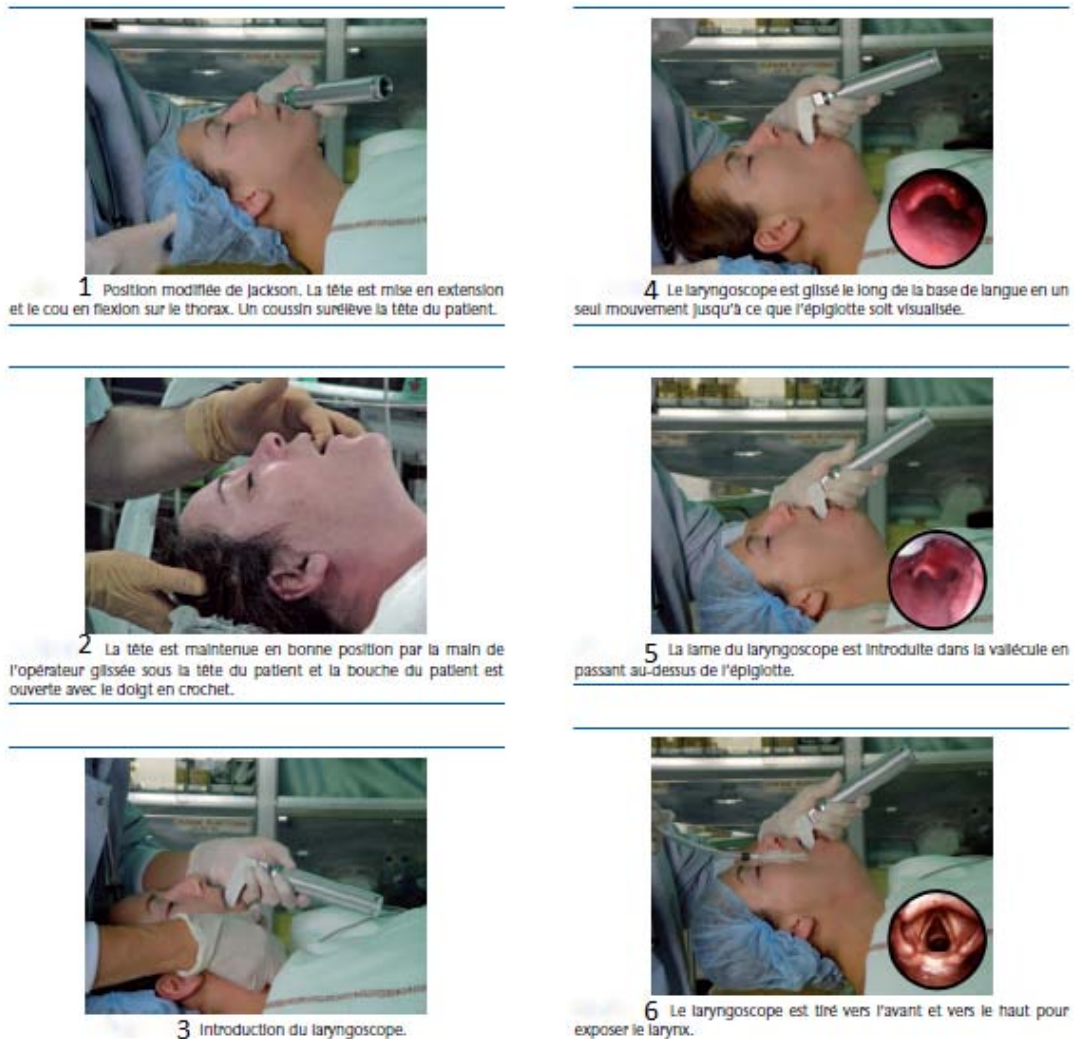 1 Position modifiée de Jackson. La tête est mise en extension
et le cou en flexion sur le thorax. Un coussin surélève la tête du patient.
2 La tête est maintenue en bonne position par la main de
l'opérateur glissée sous la tête du patient et la bouche du patient est
ouverte avec le doigt en crochet.
3 Introduction du laryngoscope.
4 Le laryngoscope est glissé le long de la base de langue en un
seul mouvement jusqu'à ce que l'épiglotte soit visualisée.
5 La lame du laryngoscope est introduite dans la vallécule en
passant au-dessus de l'épiglotte.
6 Le laryngoscope est tiré vers l'avant et vers le haut pour
exposer le larynx.